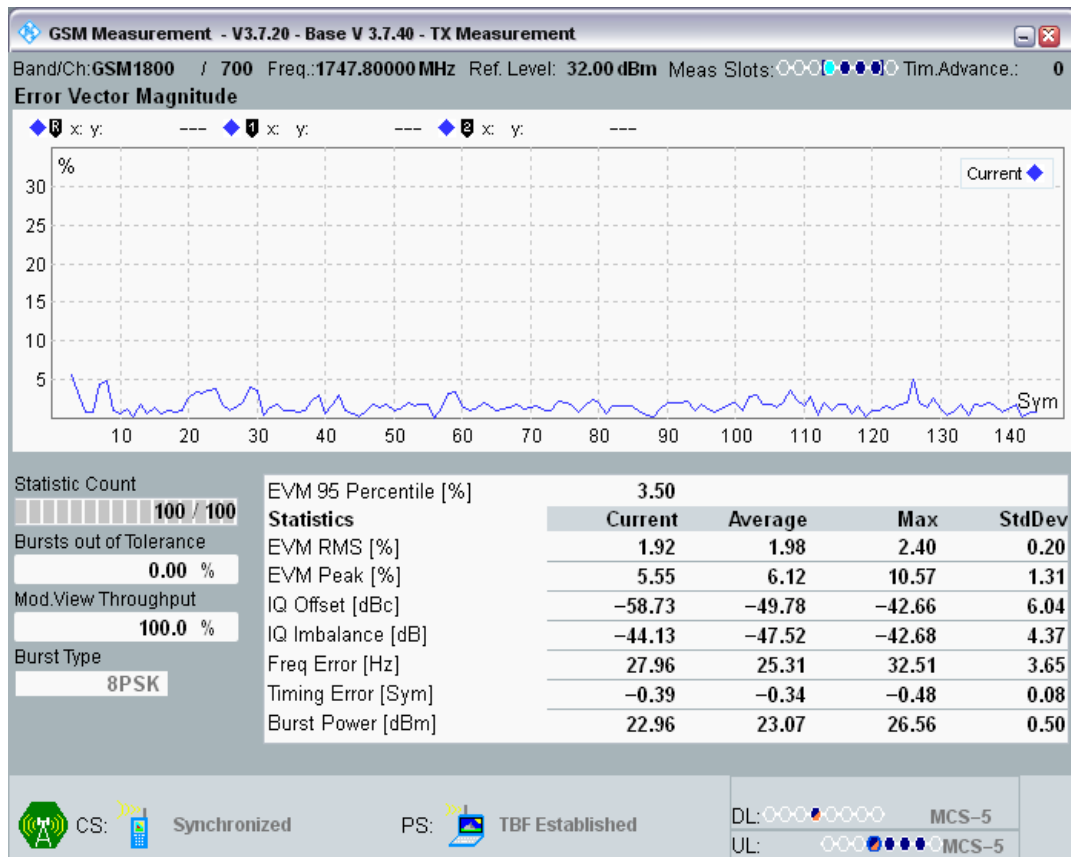 GSM Measurement - V3.7.20 - Base V 3.7.40 - TX Measurement
Band/Ch:GSM1800 / 700 Freq.:1747.80000 MHz Ref. Level: 32.00 dBm Meas Slots: Tim.Advance.: 0
Error Vector Magnitude
R x: y: --- 1 x: y: --- 2 x: y: ---
%
Current
30
25
20
15
10
5
Sym
10 20 30 40 50 60 70 80 90 100 110 120 130 140
Statistic Count
100 / 100
Bursts out of Tolerance
0.00 %
Mod.View Throughput
100.0 %
Burst Type
8PSK
EVM 95 Percentile [%] 3.50
Statistics Current Average Max StdDev
EVM RMS [%] 1.92 1.98 2.40 0.20
EVM Peak [%] 5.55 6.12 10.57 1.31
IQ Offset [dBc] −58.73 −49.78 −42.66 6.04
IQ Imbalance [dB] −44.13 −47.52 −42.68 4.37
Freq Error [Hz] 27.96 25.31 32.51 3.65
Timing Error [Sym] −0.39 −0.34 −0.48 0.08
Burst Power [dBm] 22.96 23.07 26.56 0.50
CS: Synchronized PS: TBF Established
DL: MCS−5
UL: MCS−5